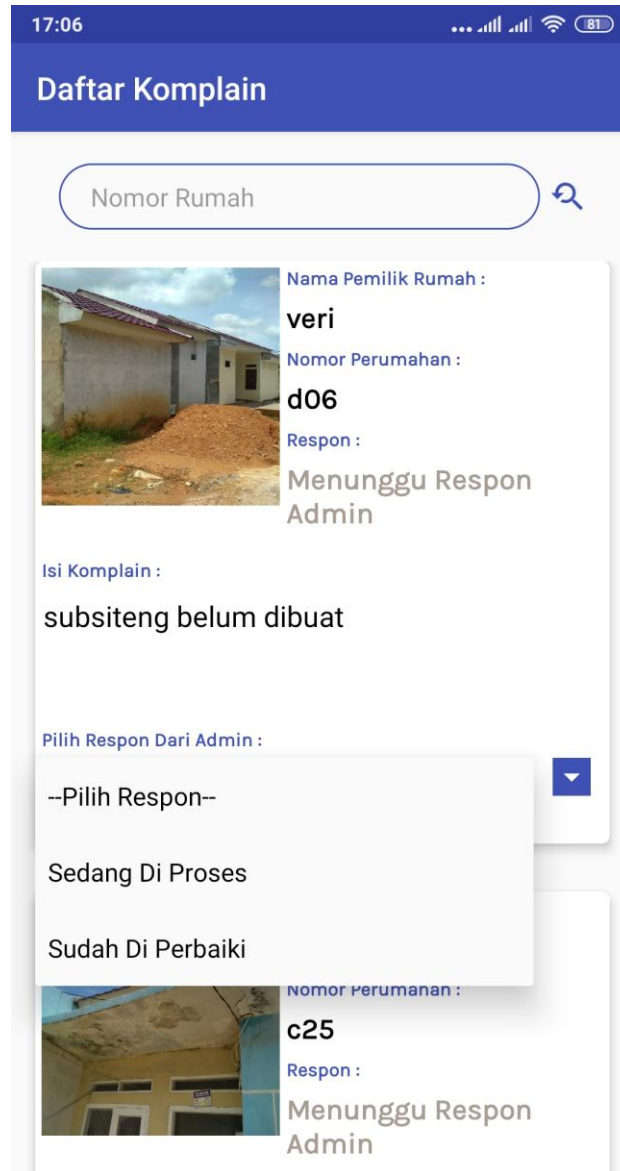 17:06
81
Daftar Komplain
Nomor Rumah
Nama Pemilik Rumah :
veri
Nomor Perumahan :
d06
Respon :
Menunggu Respon
Admin
Isi Komplain :
subsiteng belum dibuat
Pilih Respon Dari Admin :
--Pilih Respon--
Sedang Di Proses
Sudah Di Perbaiki
Nomor Perumahan :
c25
Respon :
Menunggu Respon
Admin